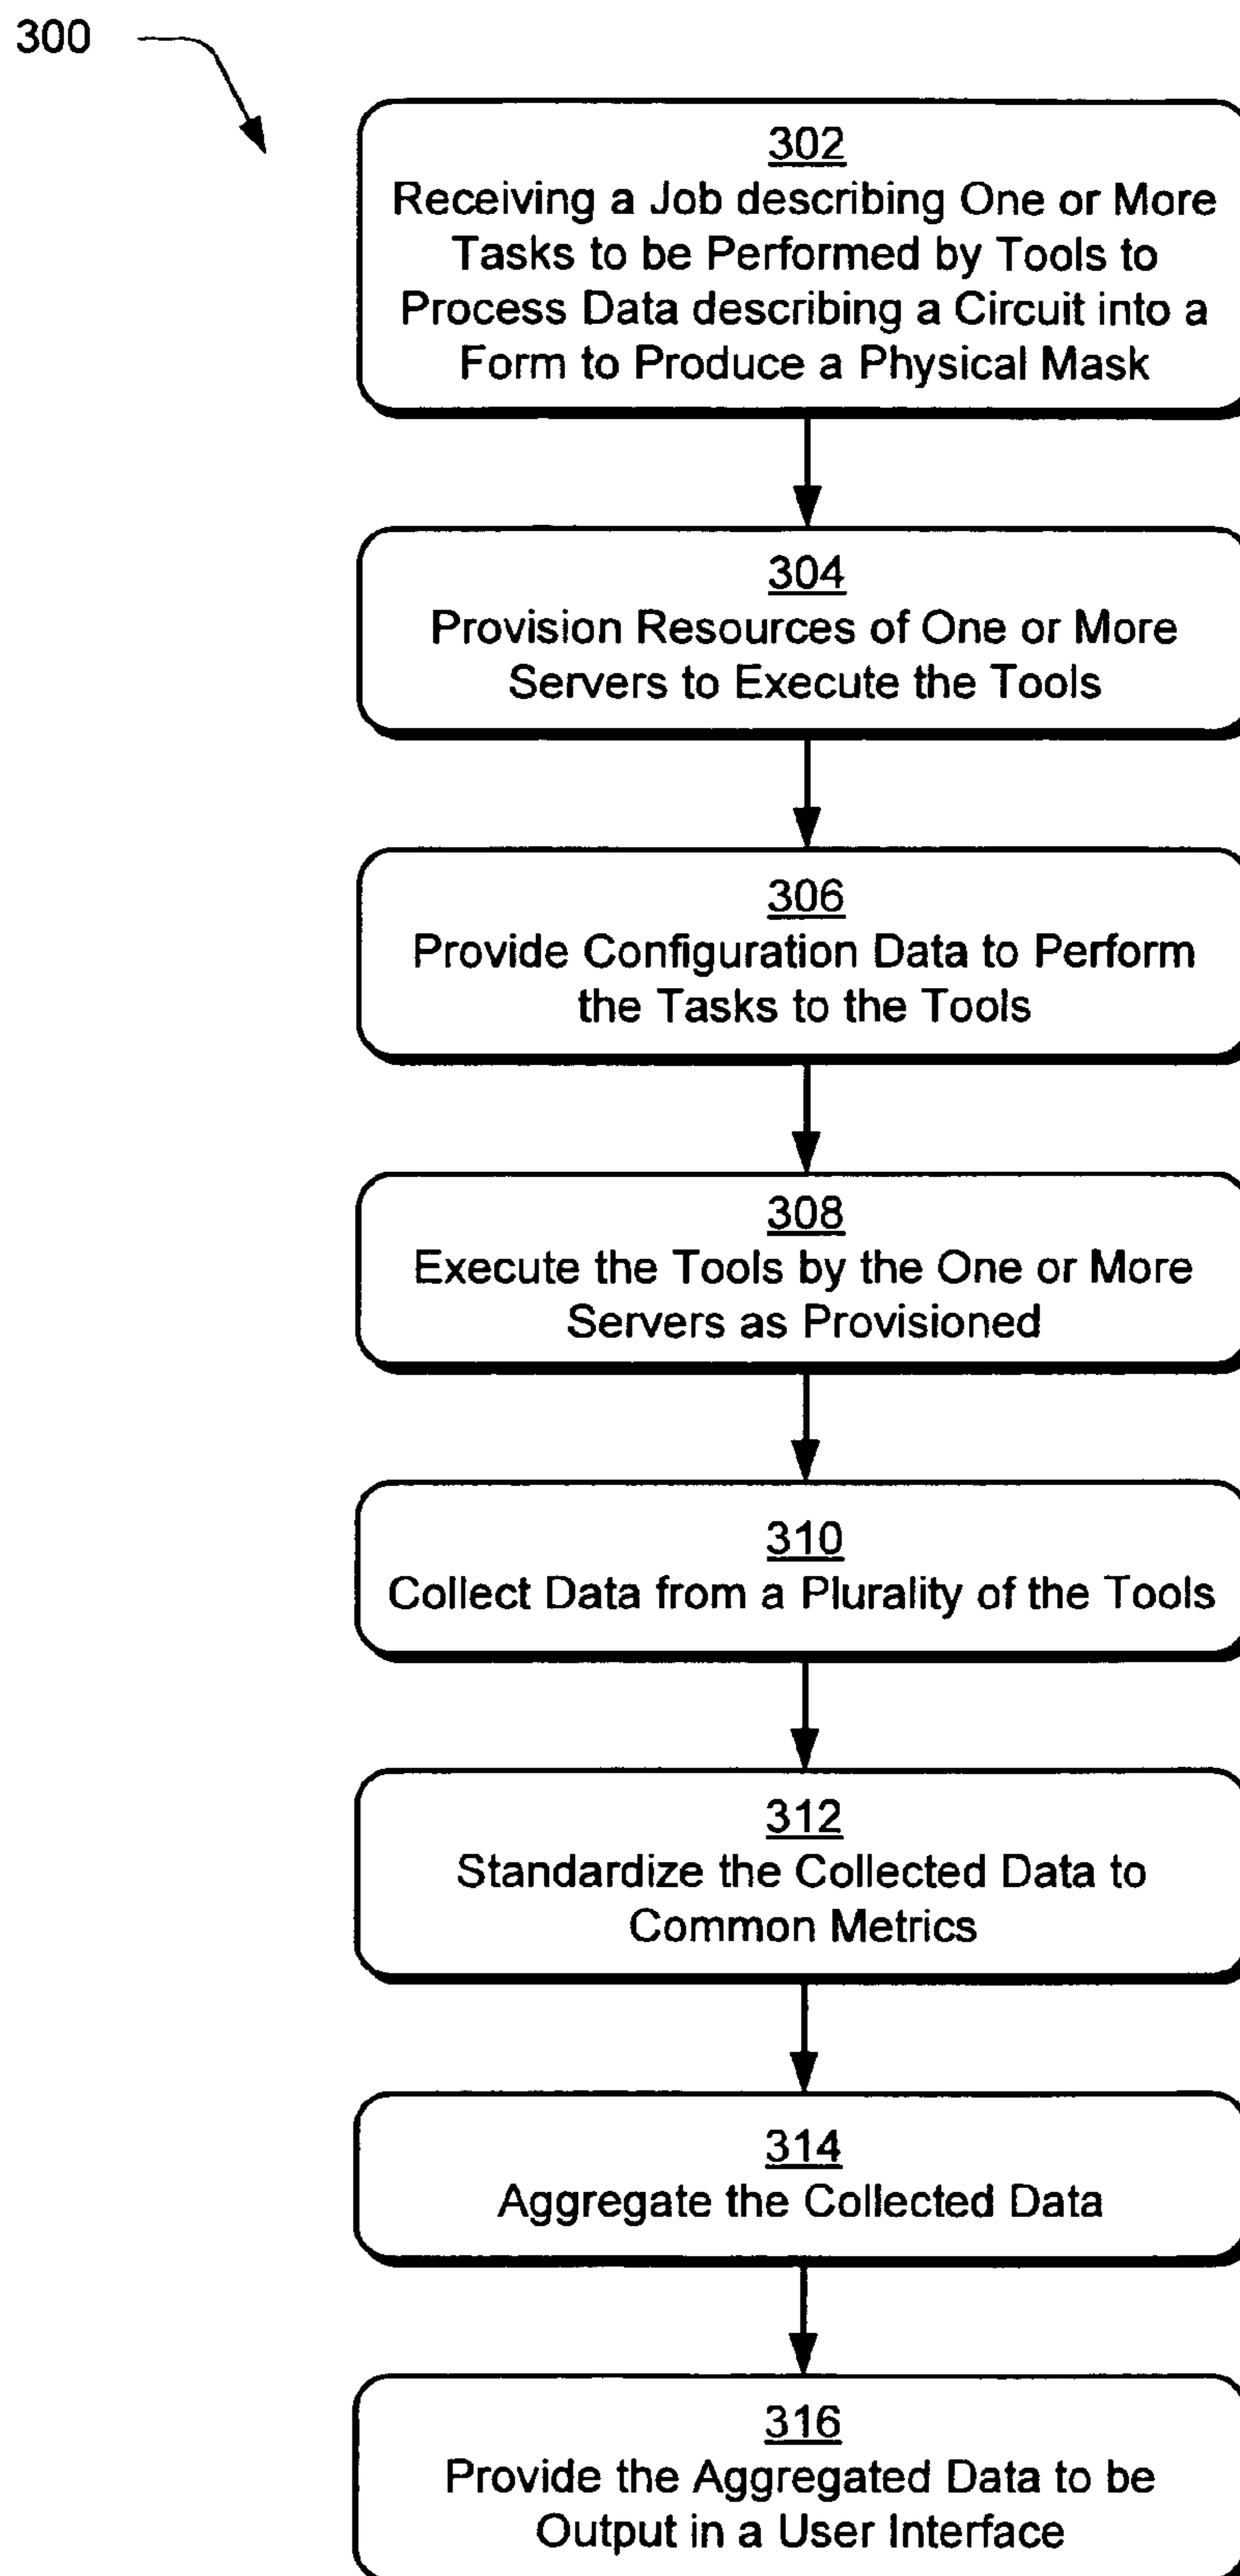 300
302
Receiving a Job describing One or More
Tasks to be Performed by Tools to
Process Data describing a Circuit into a
Form to Produce a Physical Mask
304
Provision Resources of One or More
Servers to Execute the Tools
306
Provide Configuration Data to Perform
the Tasks to the Tools
308
Execute the Tools by the One or More
Servers as Provisioned
310
Collect Data from a Plurality of the Tools
312
Standardize the Collected Data to
Common Metrics
314
Aggregate the Collected Data
316
Provide the Aggregated Data to be
Output in a User Interface